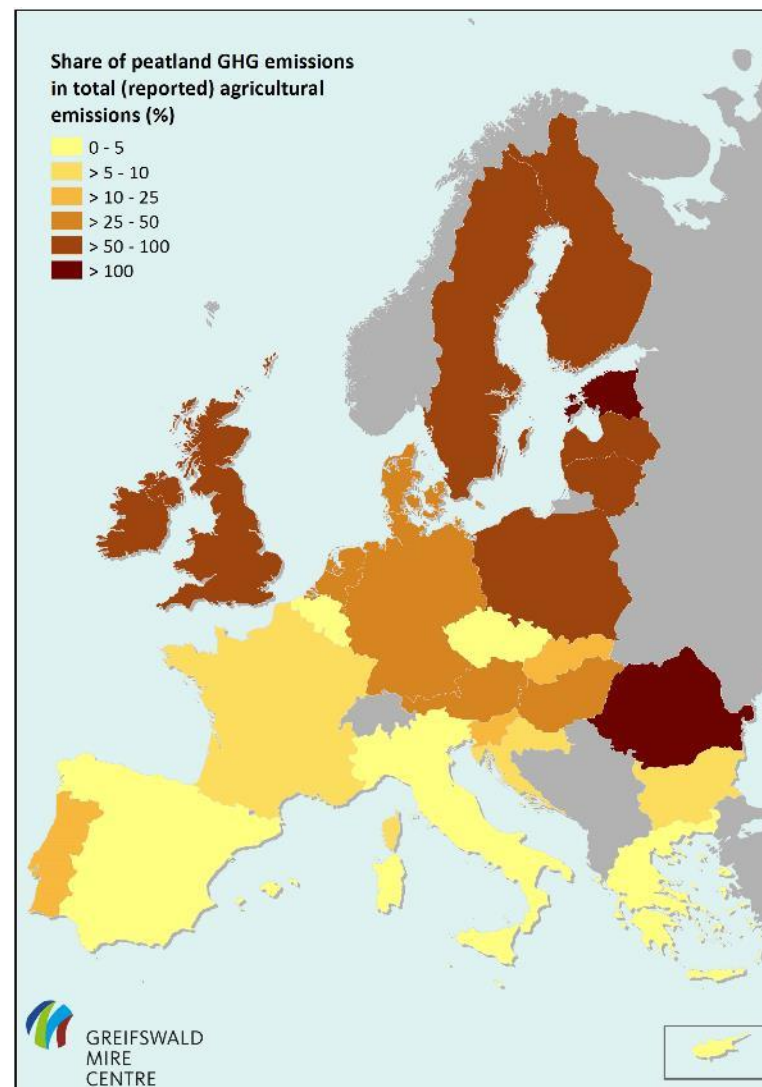 Share of peatland GHG emissions
in total (reported) agricultural
emissions (%)
0 - 5
> 5 - 10
> 10 - 25
> 25 - 50
> 50 - 100
> 100
GREIFSWALD
MIRE
CENTRE